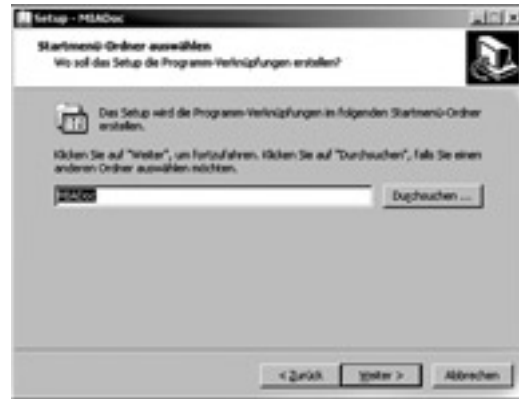 Setup - MIADoc
Startmenü-Ordner auswählen
Wo soll das Setup die Programm-Verknüpfungen erstellen?
Das Setup wird die Programm-Verknüpfungen im folgenden Startmenü-Ordner
erstellen.
Klicken Sie auf "Weiter", um fortzufahren. Klicken Sie auf "Durchsuchen", falls Sie einen
anderen Ordner auswählen möchten.
MIADoc
Durchsuchen ...
< Zurück
Weiter >
Abbrechen